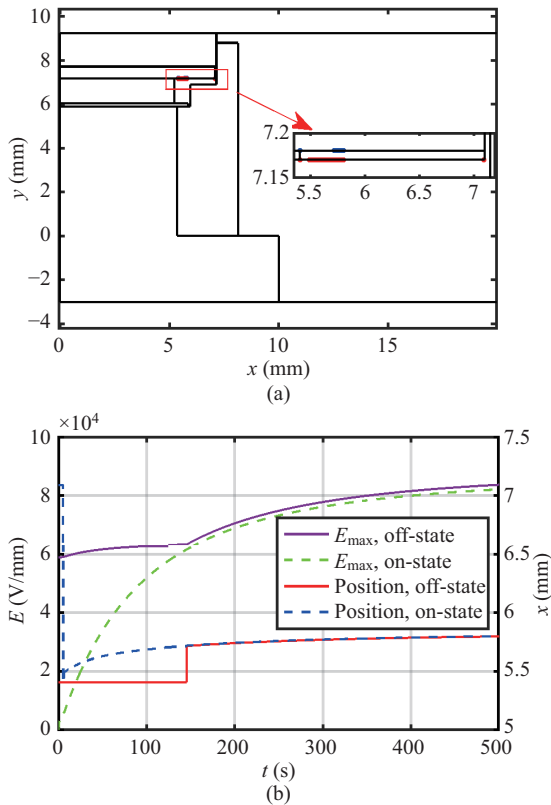 10
8
6
4
2
0
−2
−4
y (mm)
7.2
7.15
5.5 6 6.5 7
0 5 10 15 20
x (mm)
(a)
×10⁴
10
8
6
4
2
0
E (V/mm)
7.5
7
6.5
6
5.5
5
x (mm)
Emax, off-state
Emax, on-state
Position, off-state
Position, on-state
0 100 200 300 400 500
t (s)
(b)